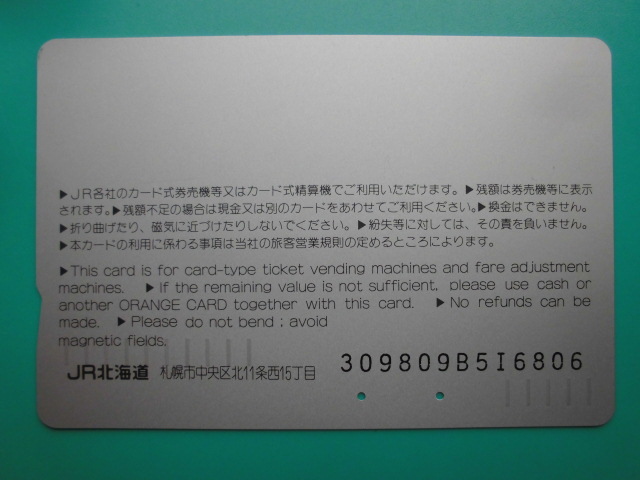 ▶JR各社のカード式券売機等又はカード式精算機でご利用いただけます。▶残額は券売機等に表示
されます。▶残額不足の場合は現金又は別のカードをあわせてご利用ください。▶換金はできません。
▶折り曲げたり、磁気に近づけたりしないでください。▶紛失等に対しては、その責を負いません。
▶本カードの利用に係わる事項は当社の旅客営業規則の定めるところによります。
▶This card is for card-type ticket vending machines and fare adjustment
machines. ▶If the remaining value is not sufficient, please use cash or
another ORANGE CARD together with this card. ▶No refunds can be
made. ▶Please do not bend ; avoid
magnetic fields.
JR北海道 札幌市中央区北11条西15丁目 309809B5I6806